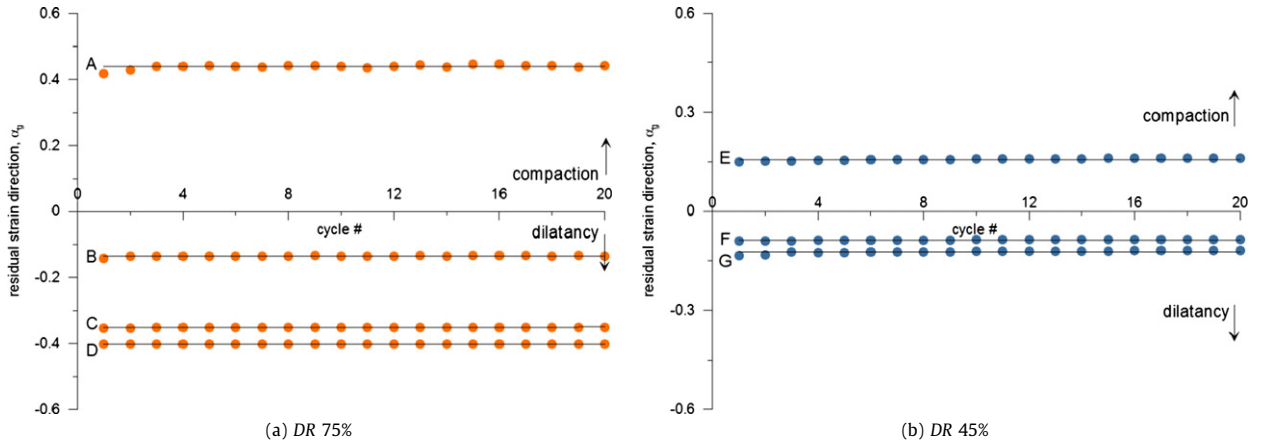 0.6
0.4
0.2
0
-0.2
-0.4
-0.6
residual strain direction, αg
0 4 8 12 16 20
cycle #
A
B
C
D
compaction
dilatancy
(a) DR 75%
0.6
0.3
0
-0.3
-0.6
residual strain direction, αg
0 4 8 12 16 20
cycle #
E
F
G
compaction
dilatancy
(b) DR 45%